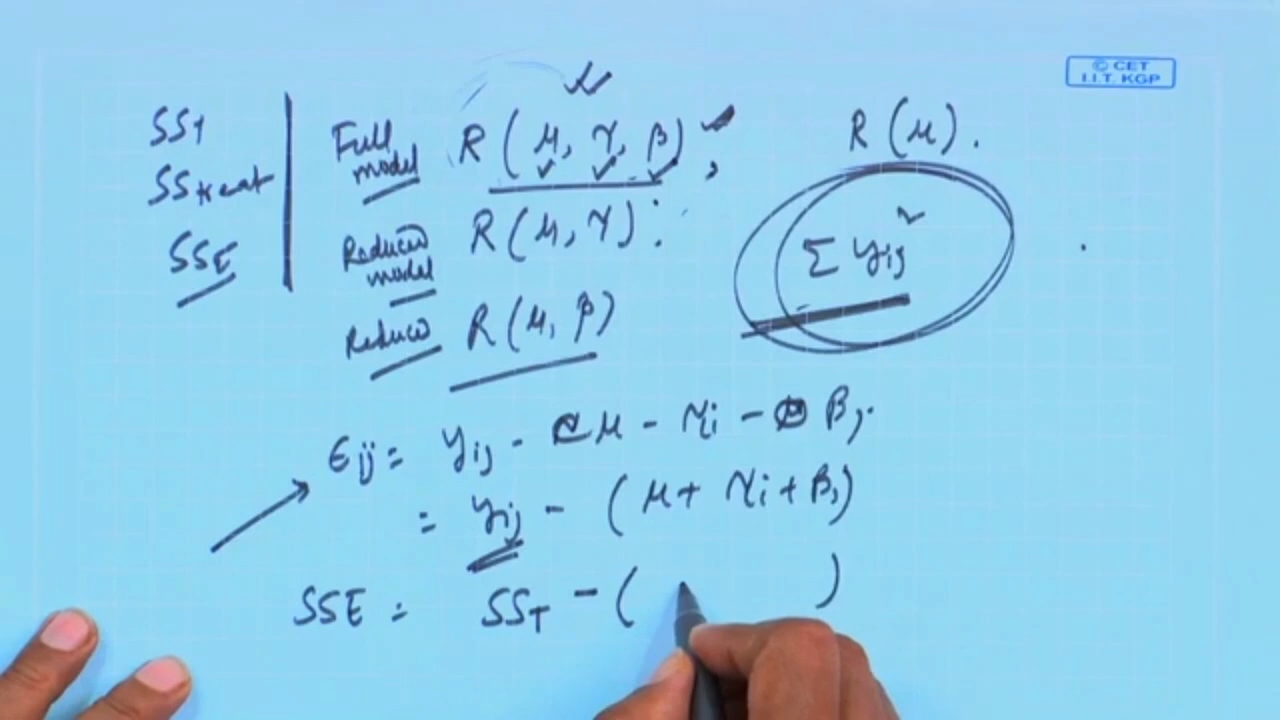 © CET
I.I.T. KGP
SST
SStreat
SSE
Full model R ( μ, τ, β) ,
Reduced model R ( μ, τ) :
Reduced R ( μ, β)
R (μ) .
Σ yij²
ϵij = yij - μ - τi - βj
= yij - ( μ + τi + βj)
SSE = SST - ( )